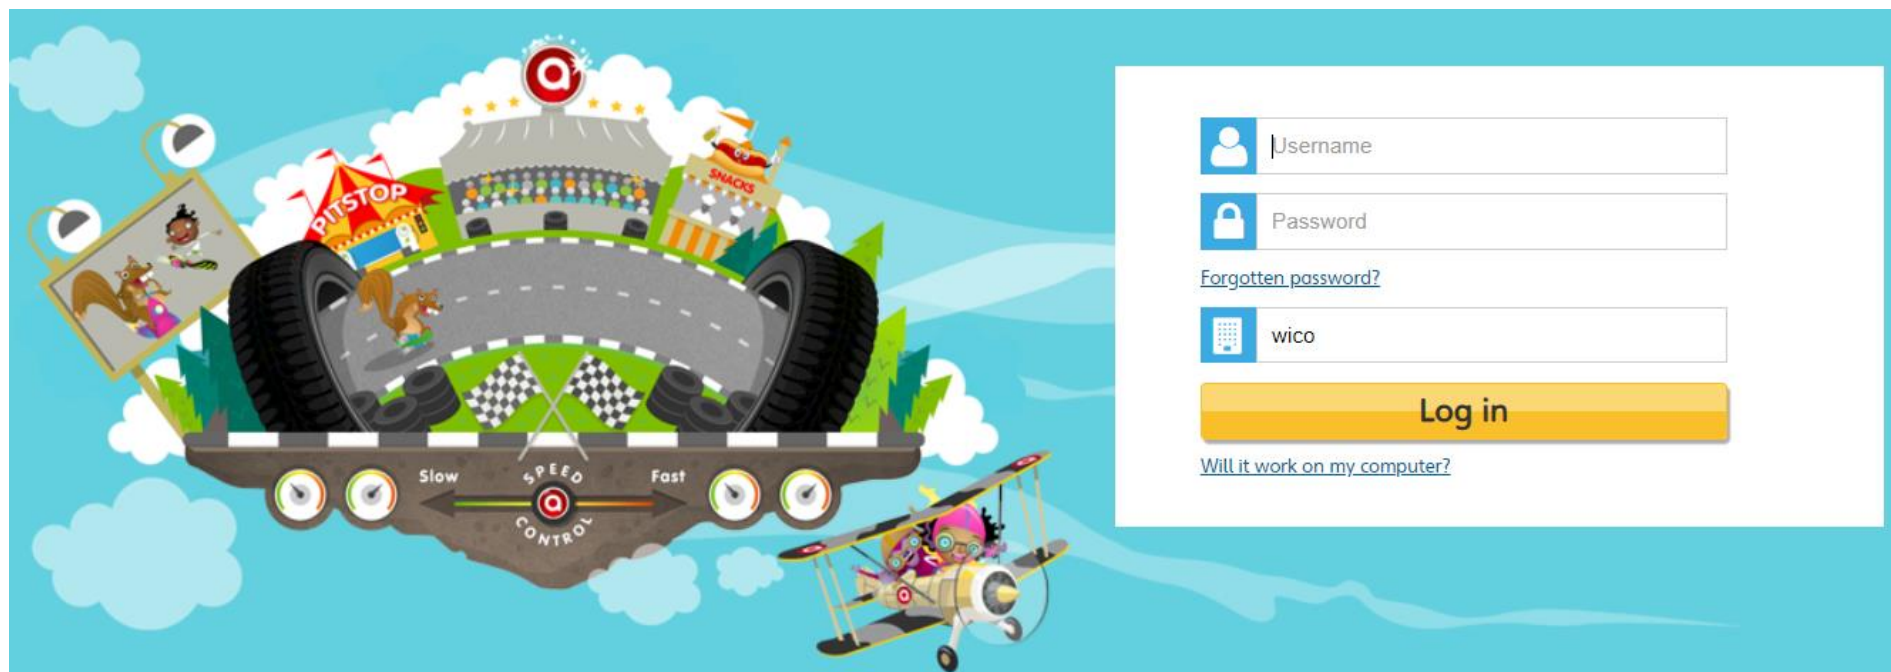 a
PITSTOP
SNACKS
Slow
SPEED
Fast
a
CONTROL
a
Username
Password
Forgotten password?
wico
Log in
Will it work on my computer?